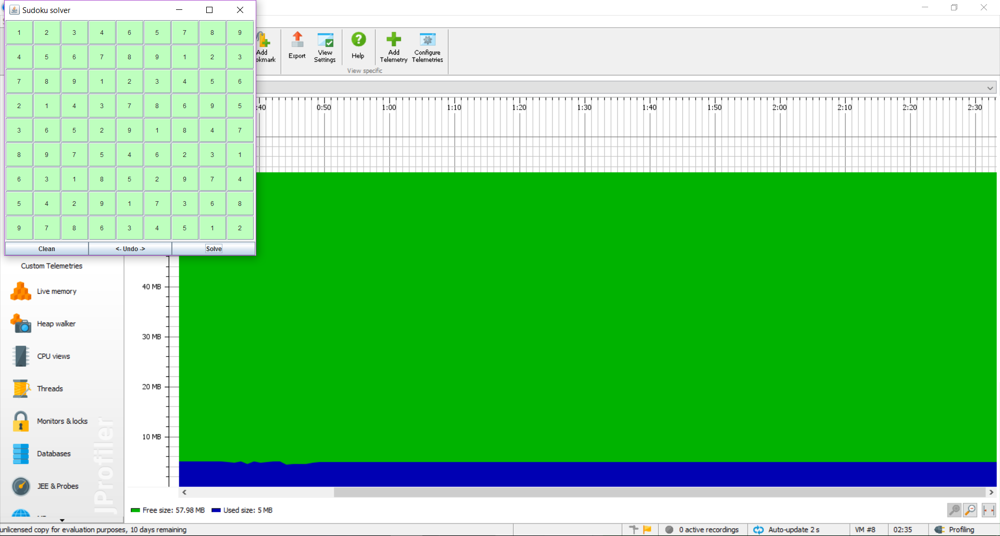 Sudoku solver
1 2 3 4 6 5 7 8 9
4 5 6 7 8 9 1 2 3
7 8 9 1 2 3 4 5 6
2 1 4 3 7 8 6 9 5
3 6 5 2 9 1 8 4 7
8 9 7 5 4 6 2 3 1
6 3 1 8 5 2 9 7 4
5 4 2 9 1 7 3 6 8
9 7 8 6 3 4 5 1 2
Clean <- Undo -> Solve
Add
okmark
Export
View
Settings
Help
Add
Telemetry
Configure
Telemetries
View specific
:40 0:50 1:00 1:10 1:20 1:30 1:40 1:50 2:00 2:10 2:20 2:30
40 MB
30 MB
20 MB
10 MB
Custom Telemetries
Live memory
Heap walker
CPU views
Threads
Monitors & locks
Databases
JEE & Probes
JProfiler
Free size: 57.98 MB Used size: 5 MB
unlicensed copy for evaluation purposes, 10 days remaining
0 active recordings Auto-update 2 s VM #8 02:35 Profiling